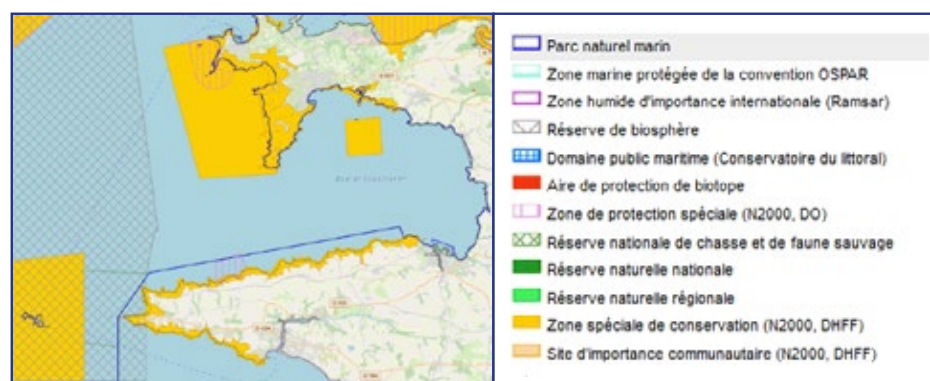 Parc naturel marin
Zone marine protégée de la convention OSPAR
Zone humide d'importance internationale (Ramsar)
Réserve de biosphère
Domaine public maritime (Conservatoire du littoral)
Aire de protection de biotope
Zone de protection spéciale (N2000, DO)
Réserve nationale de chasse et de faune sauvage
Réserve naturelle nationale
Réserve naturelle régionale
Zone spéciale de conservation (N2000, DHFF)
Site d'importance communautaire (N2000, DHFF)